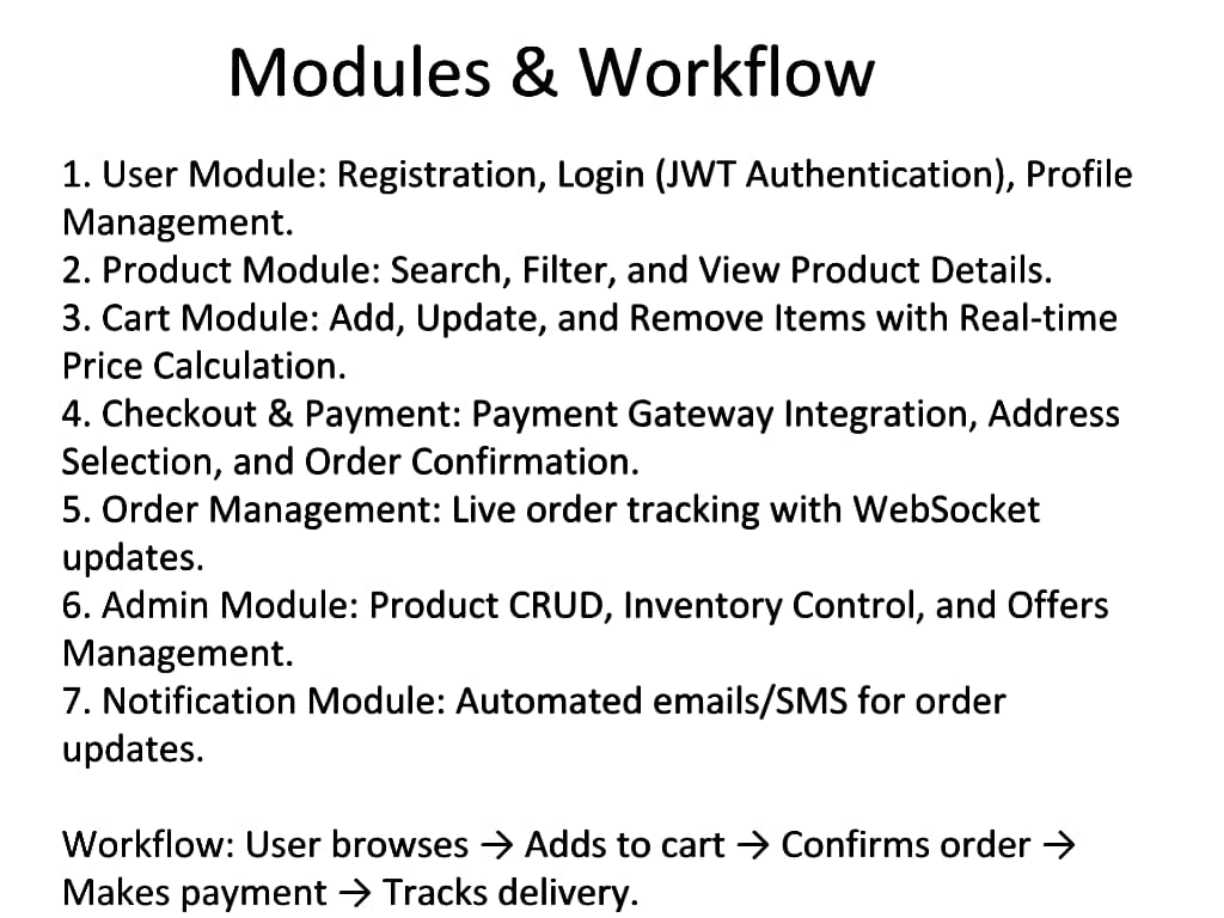 Modules & Workflow
1. User Module: Registration, Login (JWT Authentication), Profile
Management.
2. Product Module: Search, Filter, and View Product Details.
3. Cart Module: Add, Update, and Remove Items with Real-time
Price Calculation.
4. Checkout & Payment: Payment Gateway Integration, Address
Selection, and Order Confirmation.
5. Order Management: Live order tracking with WebSocket
updates.
6. Admin Module: Product CRUD, Inventory Control, and Offers
Management.
7. Notification Module: Automated emails/SMS for order
updates.
Workflow: User browses → Adds to cart → Confirms order →
Makes payment → Tracks delivery.